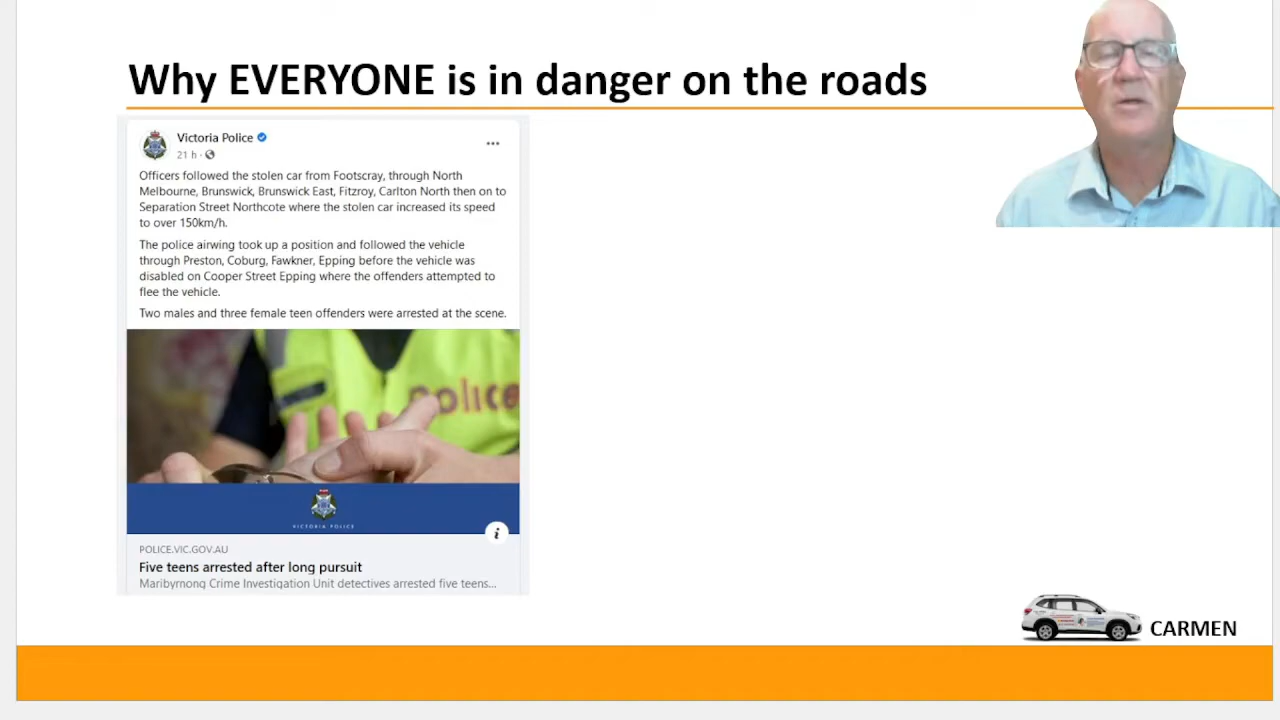 Why EVERYONE is in danger on the roads
Victoria Police
21 h ·
Officers followed the stolen car from Footscray, through North
Melbourne, Brunswick, Brunswick East, Fitzroy, Carlton North then on to
Separation Street Northcote where the stolen car increased its speed
to over 150km/h.
The police airwing took up a position and followed the vehicle
through Preston, Coburg, Fawkner, Epping before the vehicle was
disabled on Cooper Street Epping where the offenders attempted to
flee the vehicle.
Two males and three female teen offenders were arrested at the scene.
Police
VICTORIA POLICE
i
POLICE.VIC.GOV.AU
Five teens arrested after long pursuit
Maribyrnong Crime Investigation Unit detectives arrested five teens...
CARMEN